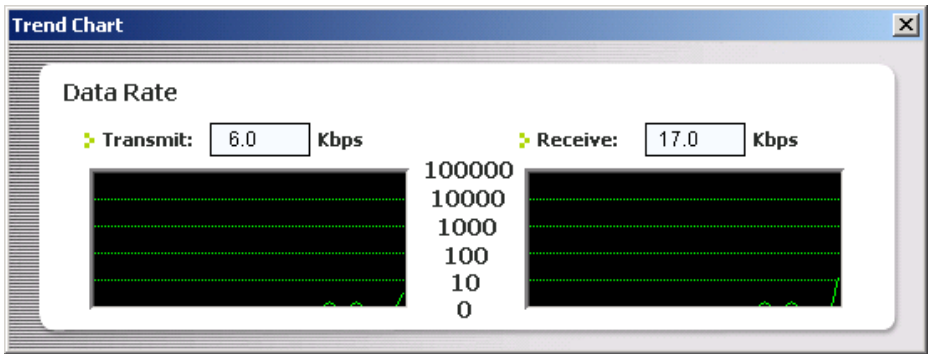 Trend Chart
Data Rate
Transmit: 6.0 Kbps
Receive: 17.0 Kbps
100000
10000
1000
100
10
0